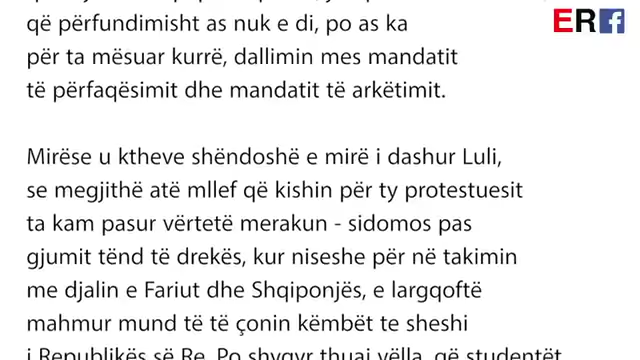 ER
që përfundimisht as nuk e di, po as ka
për ta mësuar kurrë, dallimin mes mandatit
të përfaqësimit dhe mandatit të arkëtimit.
Mirëse u ktheve shëndoshë e mirë i dashur Luli,
se megjithë atë mllef që kishin për ty protestuesit
ta kam pasur vërtetë merakun - sidomos pas
gjumit tënd të drekës, kur niseshe për në takimin
me djalin e Fariut dhe Shqiponjës, e largqoftë
mahmur mund të të çonin këmbët te sheshi
i Republikës së Re. Po shyqyr thuaj vëlla, që studentët